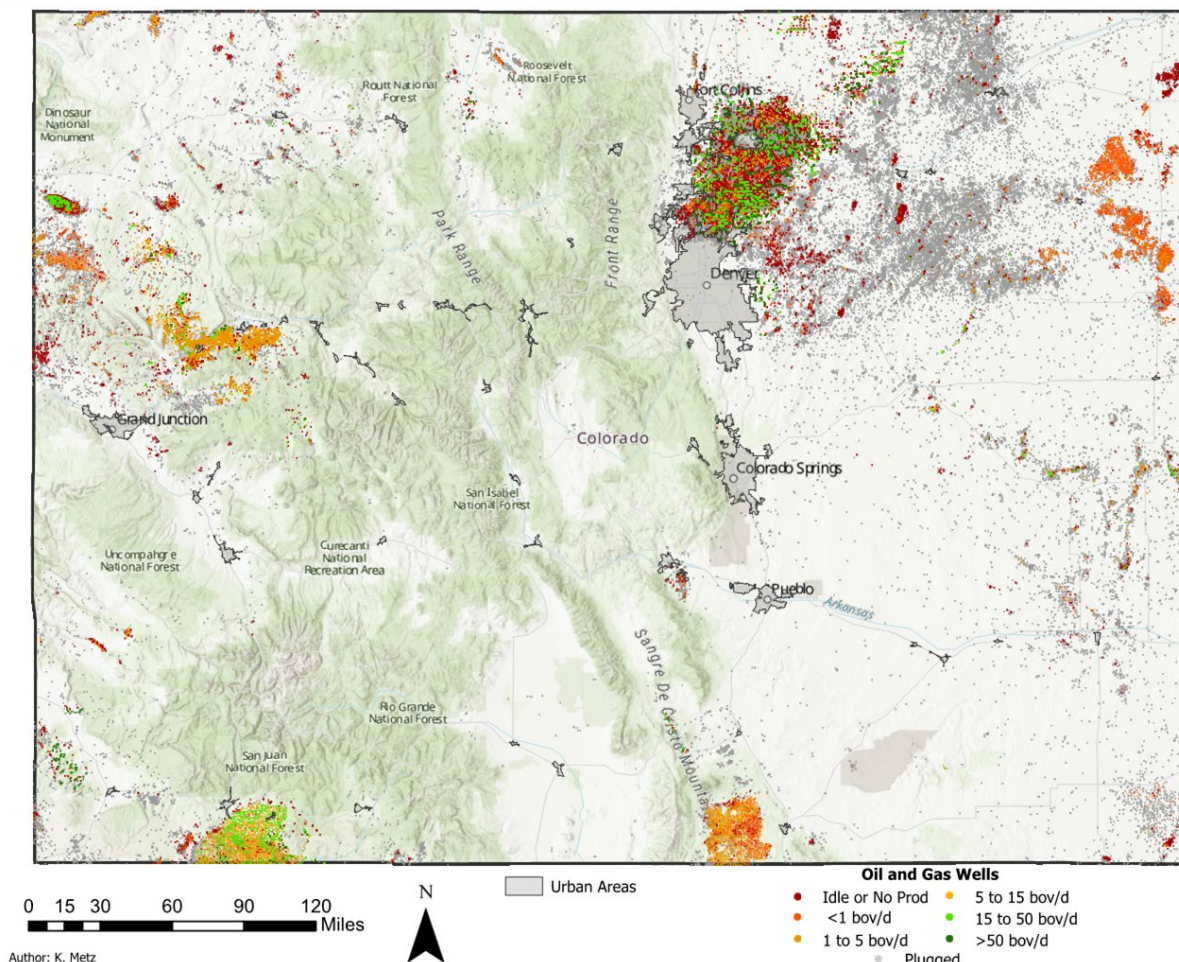 Roosevelt
National Forest
Routt National
Forest
Fort Collins
Dinosaur
National
Monument
Park Range
Front Range
Denver
Grand Junction
Colorado
Colorado Springs
San Isabel
National Forest
Uncompahgre
National Forest
Curecanti
National
Recreation Area
Pueblo
Arkansas
Sangre De Cristo Mountai
Rio Grande
National Forest
San Juan
National Forest
N
Urban Areas
Oil and Gas Wells
Idle or No Prod
5 to 15 bov/d
<1 bov/d
15 to 50 bov/d
1 to 5 bov/d
>50 bov/d
Plugged
0 15 30 60 90 120
Miles
Author: K. Metz